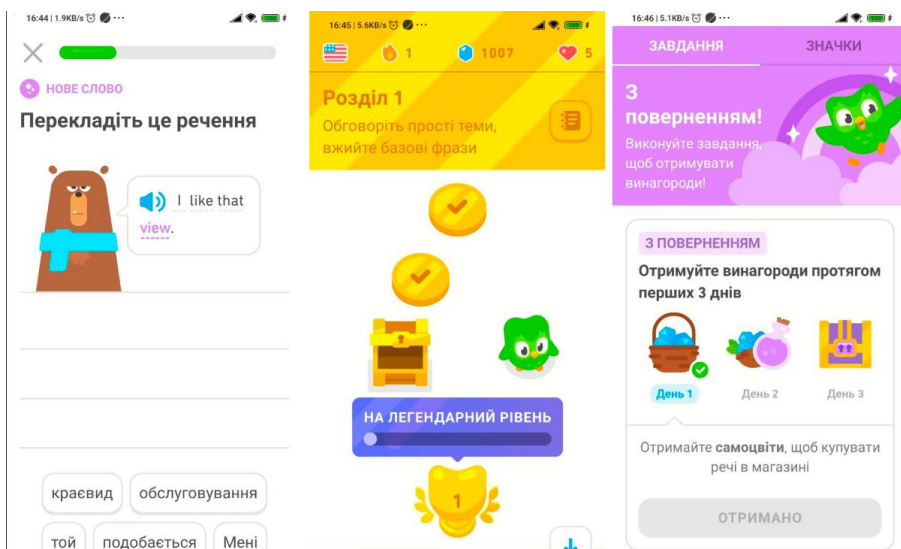 16:44 | 1.9KB/s
НОВЕ СЛОВО
Перекладіть це речення
I like that
view.
краєвид обслуговування
той подобається Мені
16:45 | 5.6KB/s
1 1007 5
Розділ 1
Обговоріть прості теми,
вжийте базові фрази
НА ЛЕГЕНДАРНИЙ РІВЕНЬ
1
16:46 | 5.1KB/s
ЗАВДАННЯ ЗНАЧКИ
З
поверненням!
Виконуйте завдання,
щоб отримувати
винагороди!
З ПОВЕРНЕННЯМ
Отримуйте винагороди протягом
перших 3 днів
День 1 День 2 День 3
Отримайте самоцвіти, щоб купувати
речі в магазині
ОТРИМАНО